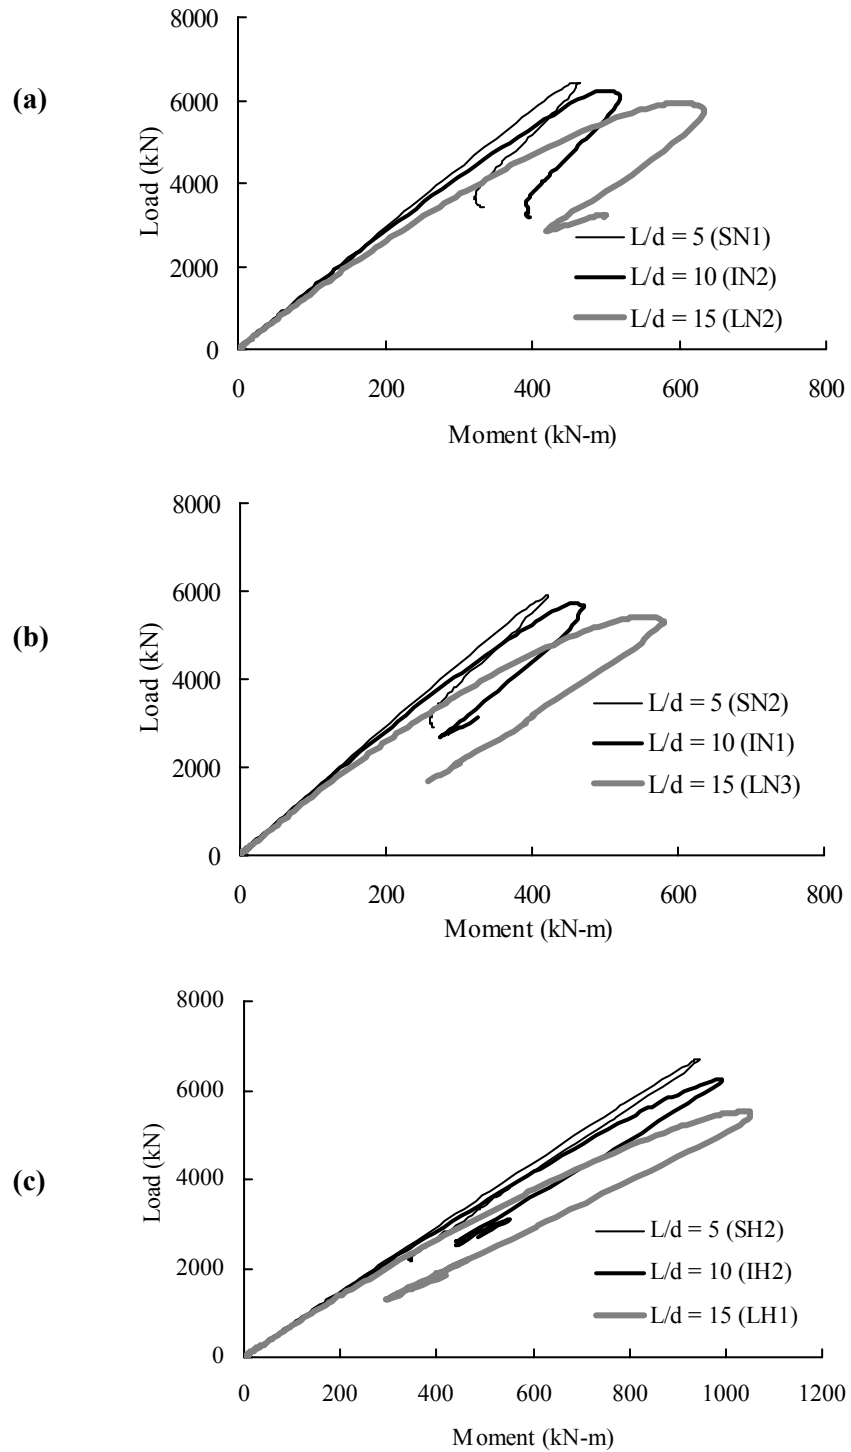 (a)
Load (kN)
8000
6000
4000
2000
0
L/d = 5 (SN1)
L/d = 10 (IN2)
L/d = 15 (LN2)
0 200 400 600 800
Moment (kN-m)
(b)
Load (kN)
8000
6000
4000
2000
0
L/d = 5 (SN2)
L/d = 10 (IN1)
L/d = 15 (LN3)
0 200 400 600 800
Moment (kN-m)
(c)
Load (kN)
8000
6000
4000
2000
0
L/d = 5 (SH2)
L/d = 10 (IH2)
L/d = 15 (LH1)
0 200 400 600 800 1000 1200
Moment (kN-m)